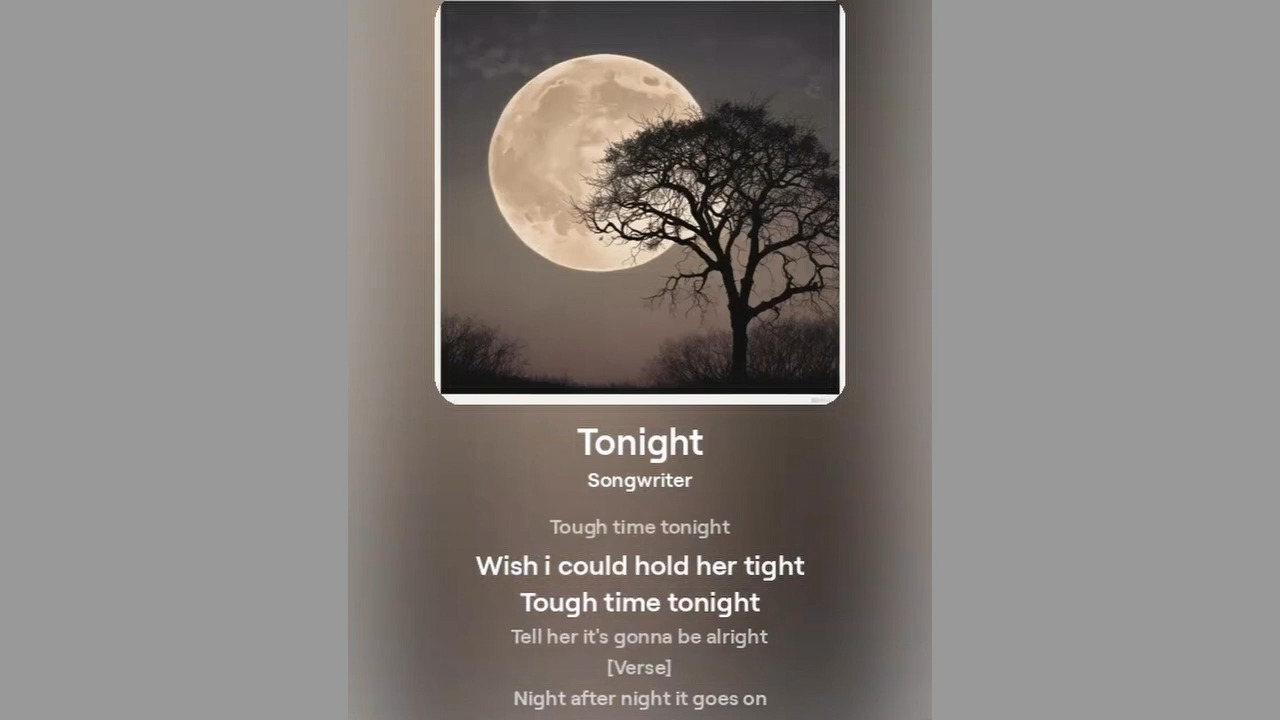 Tonight
Songwriter
Tough time tonight
Wish i could hold her tight
Tough time tonight
Tell her it's gonna be alright
[Verse]
Night after night it goes on